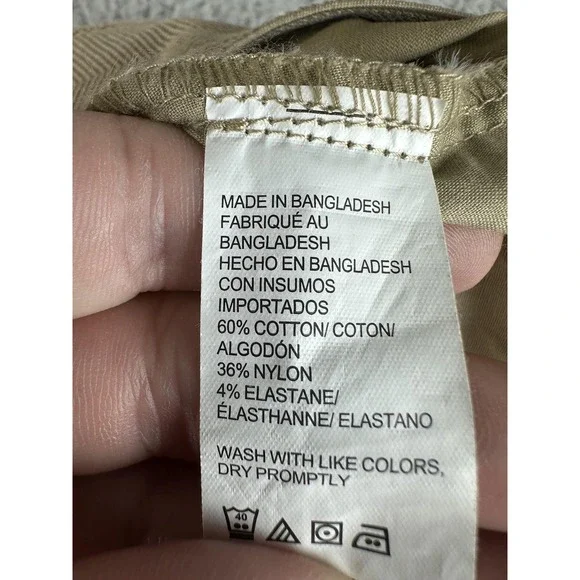 MADE IN BANGLADESH
FABRIQUÉ AU
BANGLADESH
HECHO EN BANGLADESH
CON INSUMOS
IMPORTADOS
60% COTTON/ COTON/
ALGODÓN
36% NYLON
4% ELASTANE/
ÉLASTHANNE/ ELASTANO
WASH WITH LIKE COLORS,
DRY PROMPTLY
40